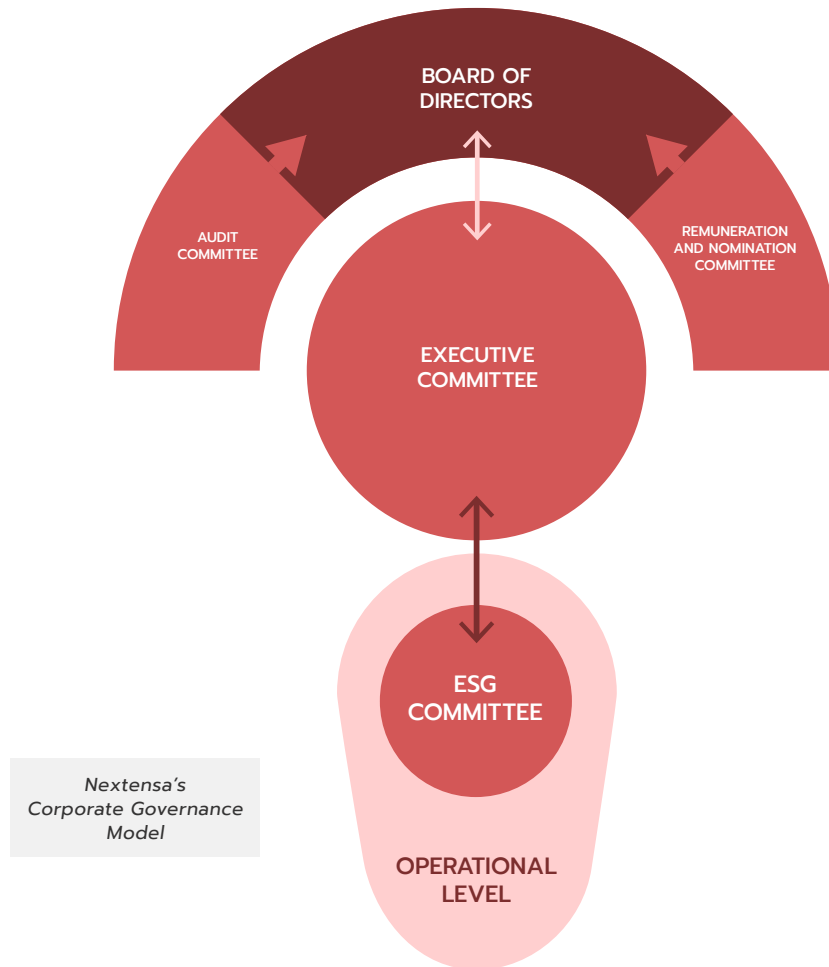 BOARD OF
DIRECTORS
AUDIT
COMMITTEE
REMUNERATION
AND NOMINATION
COMMITTEE
EXECUTIVE
COMMITTEE
ESG
COMMITTEE
Nextensa’s
Corporate Governance
Model
OPERATIONAL
LEVEL